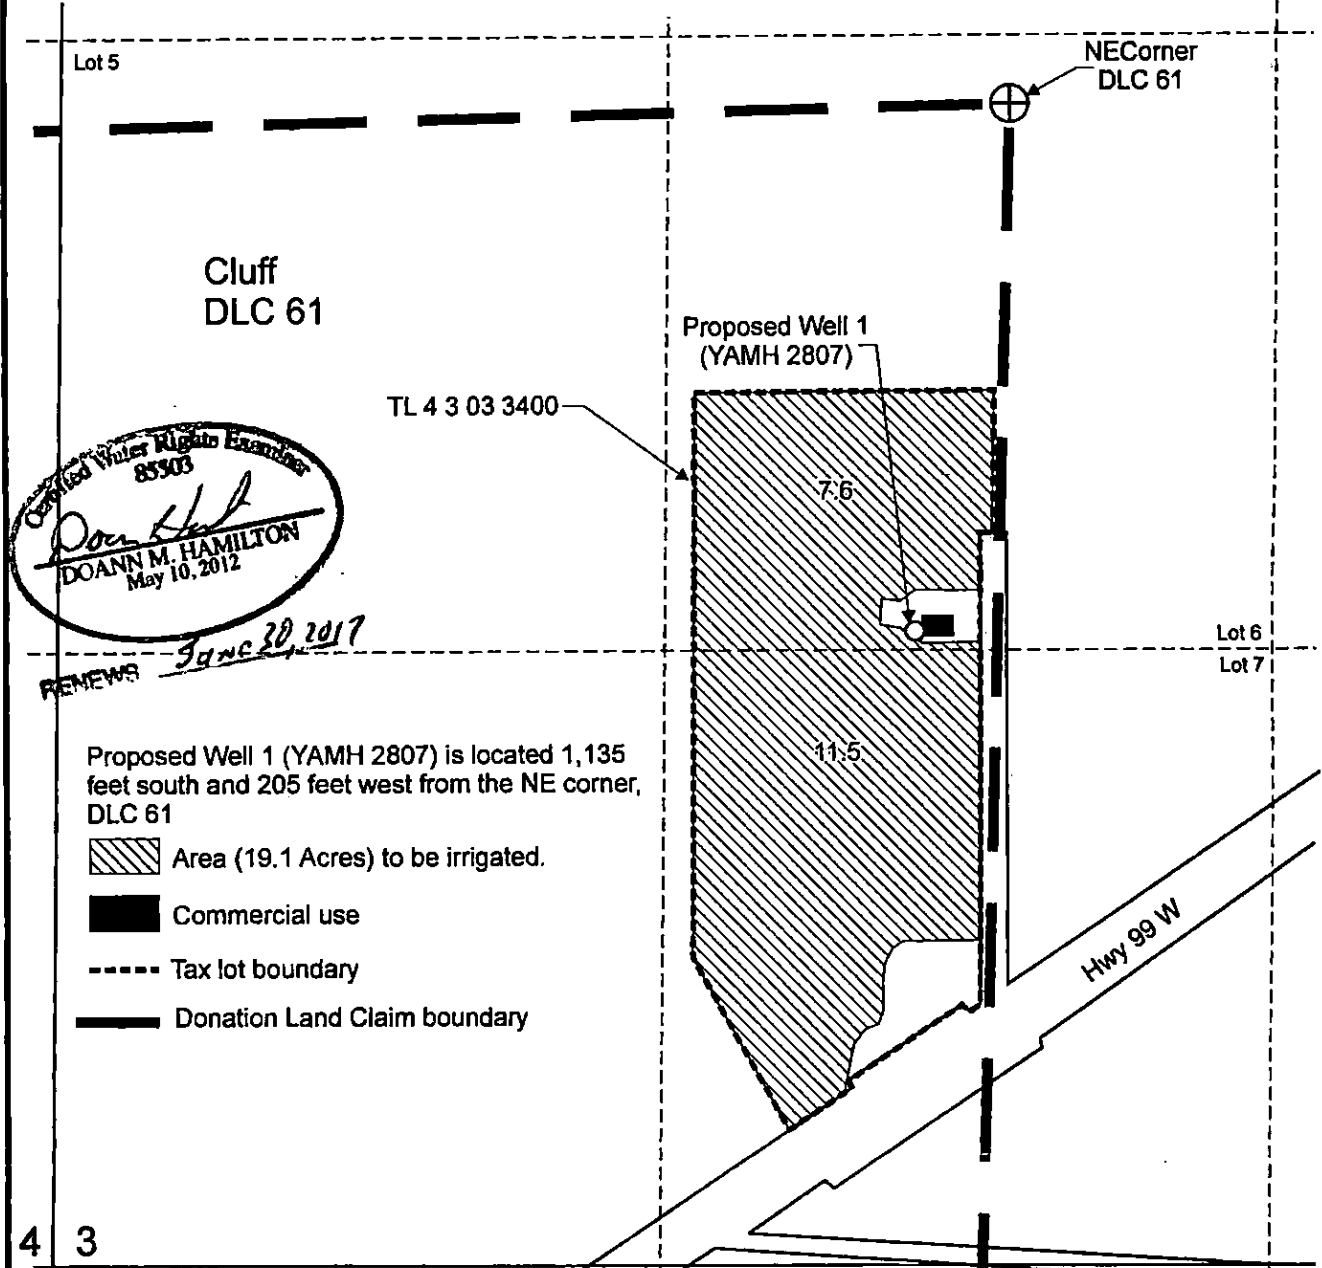 Lot 5
NECorner
DLC 61
Cluff
DLC 61
Proposed Well 1
(YAMH 2807)
TL 4 3 03 3400
Certified Water Rights Examiner
85503
DOANN M. HAMILTON
May 10, 2012
RENEWS June 30, 2017
7.6
Lot 6
Lot 7
11.5
Proposed Well 1 (YAMH 2807) is located 1,135
feet south and 205 feet west from the NE corner,
DLC 61
Area (19.1 Acres) to be irrigated.
Commercial use
Tax lot boundary
Donation Land Claim boundary
Hwy 99 W
4 3